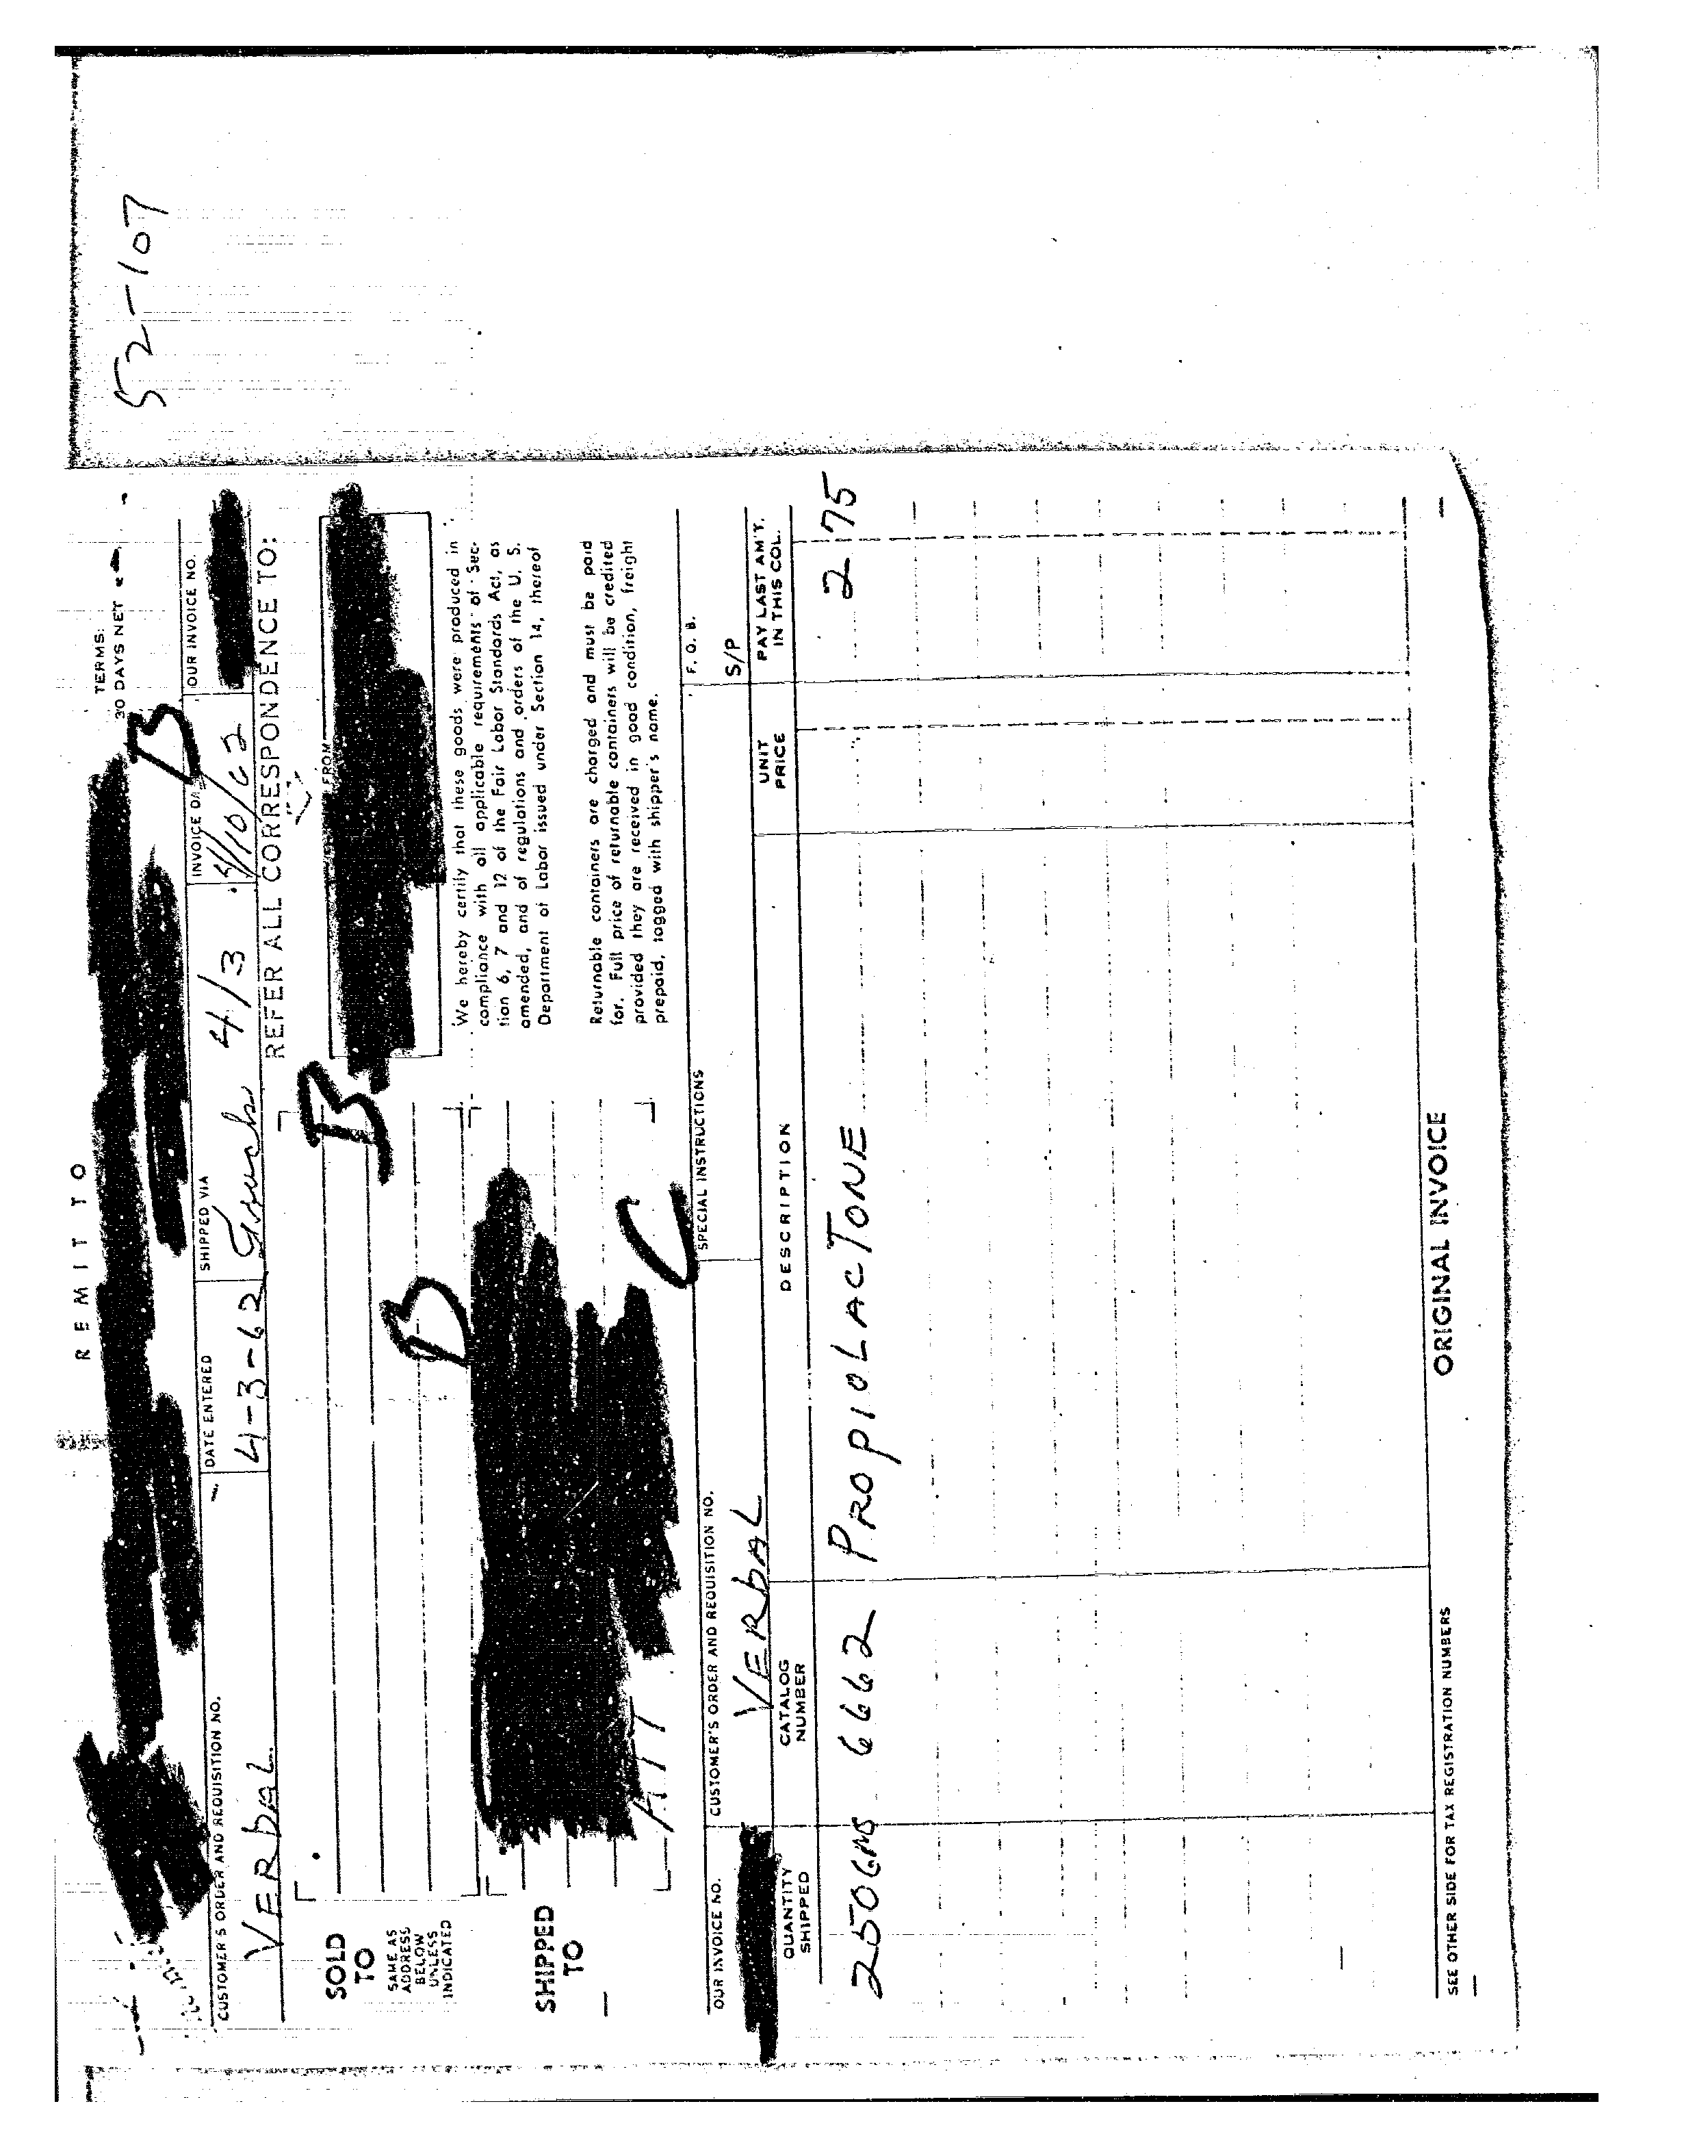 52-107
REMIT TO
TERMS:
30 DAYS NET
B
CUSTOMER'S ORDER AND REQUISITION NO.
VERBAL
DATE ENTERED
4-3-62
SHIPPED VIA
4/3
INVOICE DA
4/10/62
OUR INVOICE NO.
REFER ALL CORRESPONDENCE TO:
SOLD
TO
SAME AS
ADDRESS
BELOW
UNLESS
INDICATED
B
B
FROM
We hereby certify that these goods were produced in
compliance with all applicable requirements of Sec-
tion 6, 7 and 12 of the Fair Labor Standards Act, as
amended, and of regulations and orders of the U. S.
Department of Labor issued under Section 14, thereof
SHIPPED
TO
ATT
C
Returnable containers are charged and must be paid
for. Full price of returnable containers will be credited
provided they are received in good condition, freight
prepaid, tagged with shipper's name.
OUR INVOICE NO.
CUSTOMER'S ORDER AND REQUISITION NO.
VERBAL
SPECIAL INSTRUCTIONS
F. O. B.
S/P
QUANTITY
SHIPPED
CATALOG
NUMBER
DESCRIPTION
UNIT
PRICE
PAY LAST AM'T.
IN THIS COL.
250GMS 6662 PROPIOLACTONE 2 75
SEE OTHER SIDE FOR TAX REGISTRATION NUMBERS
ORIGINAL INVOICE